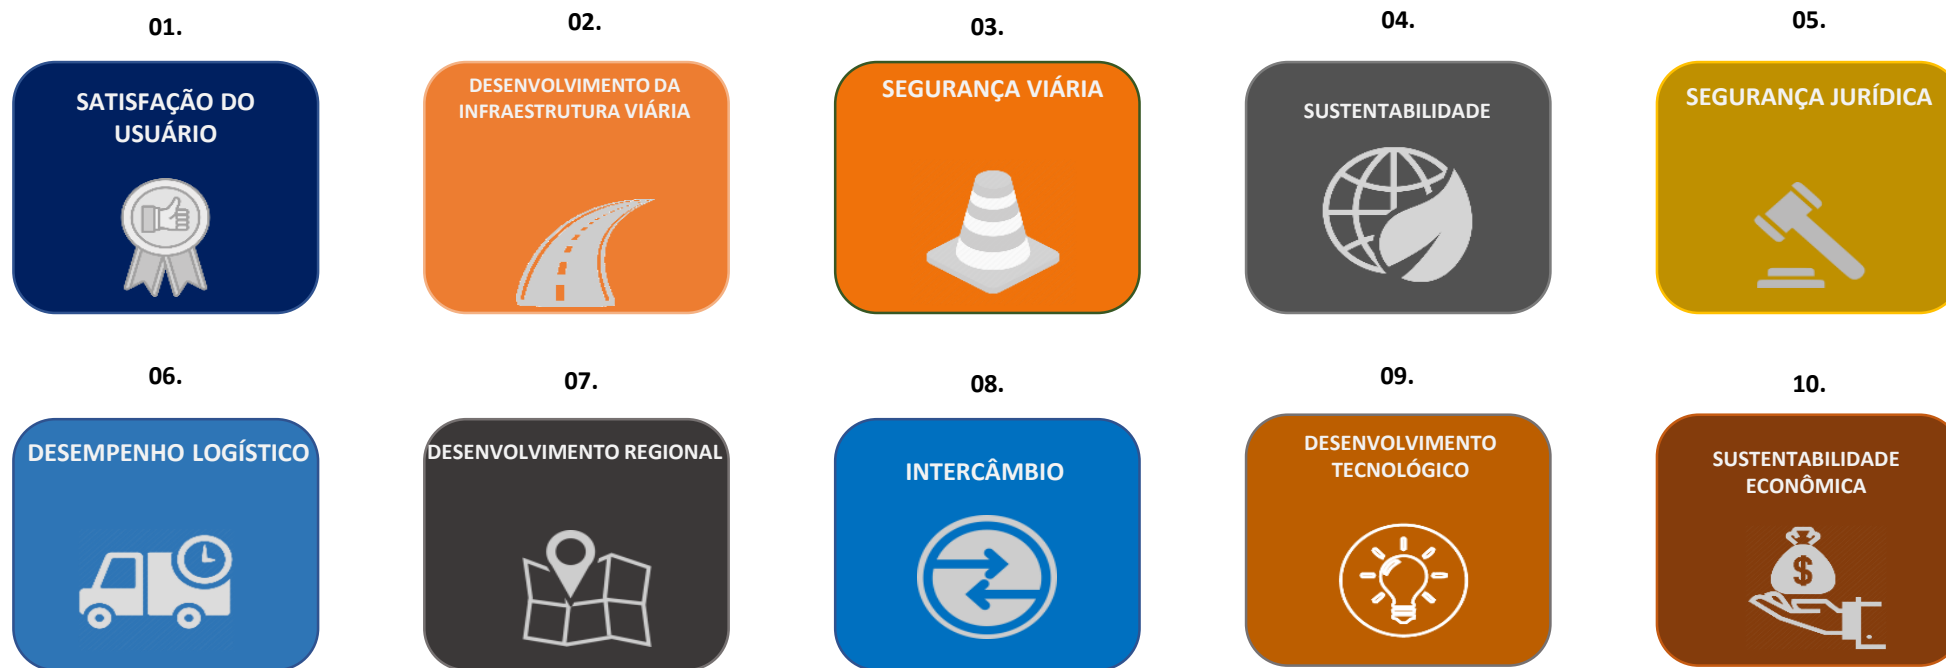 01.
SATISFAÇÃO DO
USUÁRIO
02.
DESENVOLVIMENTO DA
INFRAESTRUTURA VIÁRIA
03.
SEGURANÇA VIÁRIA
04.
SUSTENTABILIDADE
05.
SEGURANÇA JURÍDICA
06.
DESEMPENHO LOGÍSTICO
07.
DESENVOLVIMENTO REGIONAL
08.
INTERCÂMBIO
09.
DESENVOLVIMENTO
TECNOLÓGICO
10.
SUSTENTABILIDADE
ECONÔMICA
$